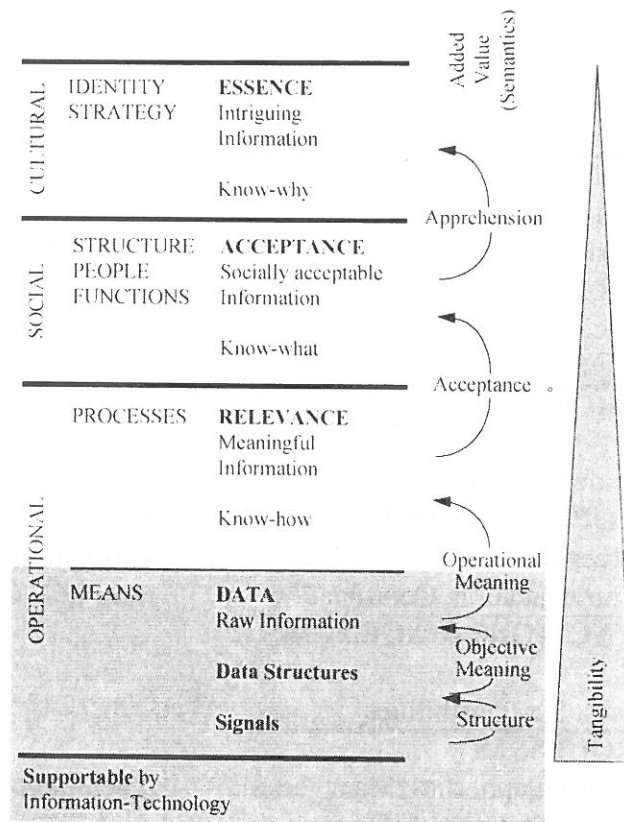 Added
Value
(Semantics)
CULTURAL
IDENTITY
STRATEGY
ESSENCE
Intriguing
Information
Know-why
Apprehension
SOCIAL
STRUCTURE
PEOPLE
FUNCTIONS
ACCEPTANCE
Socially acceptable
Information
Know-what
Acceptance
OPERATIONAL
PROCESSES
RELEVANCE
Meaningful
Information
Know-how
Operational
Meaning
MEANS
DATA
Raw Information
Objective
Meaning
Data Structures
Signals
Structure
Tangibility
Supportable by
Information-Technology